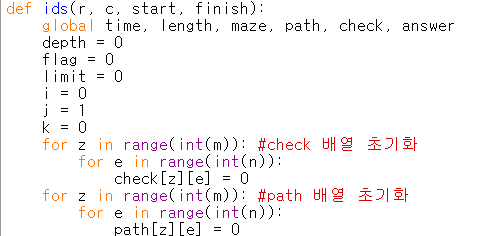 def ids(r, c, start, finish):
    global time, length, maze, path, check, answer
    depth = 0
    flag = 0
    limit = 0
    i = 0
    j = 1
    k = 0
    for z in range(int(m)): #check 배열 초기화
        for e in range(int(n)):
            check[z][e] = 0
    for z in range(int(m)): #path 배열 초기화
        for e in range(int(n)):
            path[z][e] = 0